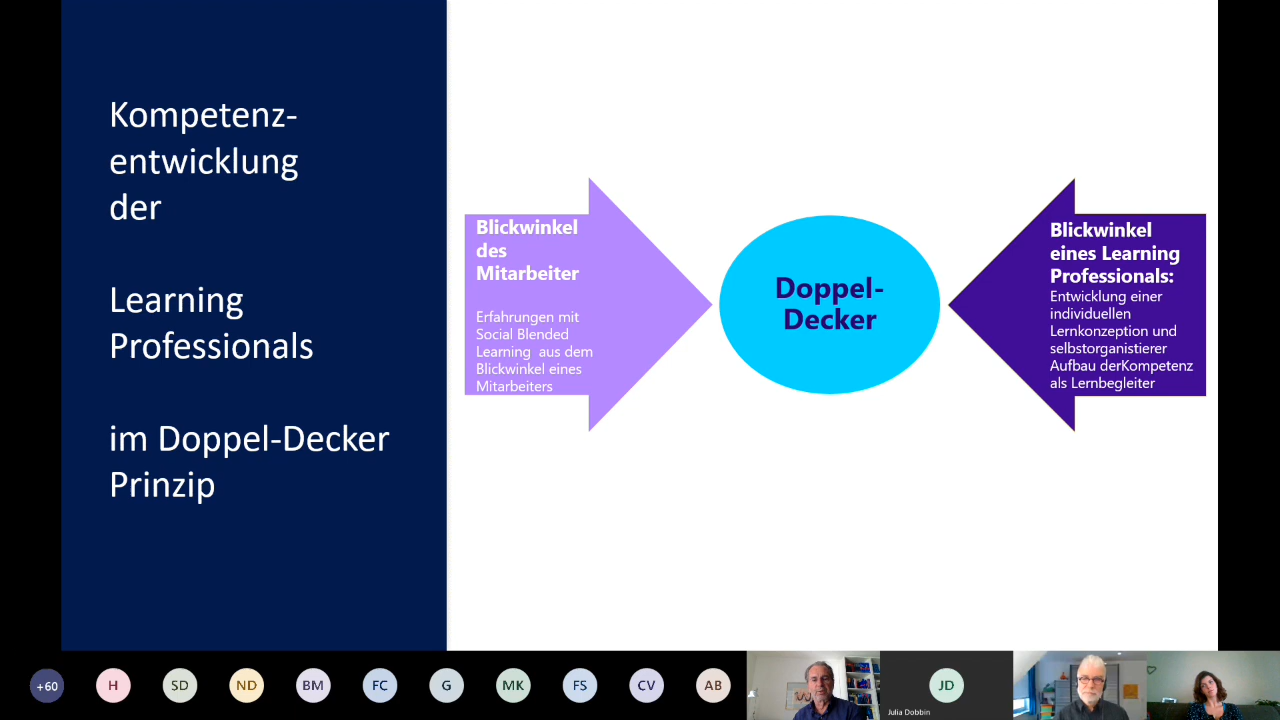 Kompetenz-
entwicklung
der
Learning
Professionals
im Doppel-Decker
Prinzip
Blickwinkel
des
Mitarbeiter
Erfahrungen mit
Social Blended
Learning aus dem
Blickwinkel eines
Mitarbeiters
Doppel-
Decker
Blickwinkel
eines Learning
Professionals:
Entwicklung einer
individuellen
Lernkonzeption und
selbstorganistierer
Aufbau derKompetenz
als Lernbegleiter
+60
H
SD
ND
BM
FC
G
MK
FS
CV
AB
JD
Julia Dobbin